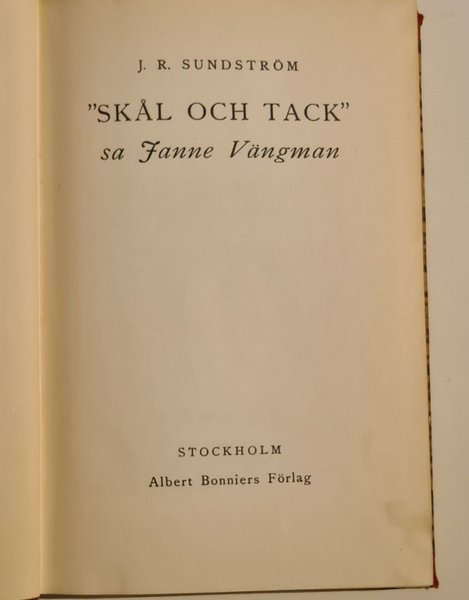 J. R. SUNDSTRÖM
"SKÅL OCH TACK"
sa Janne Vängman
STOCKHOLM
Albert Bonniers Förlag